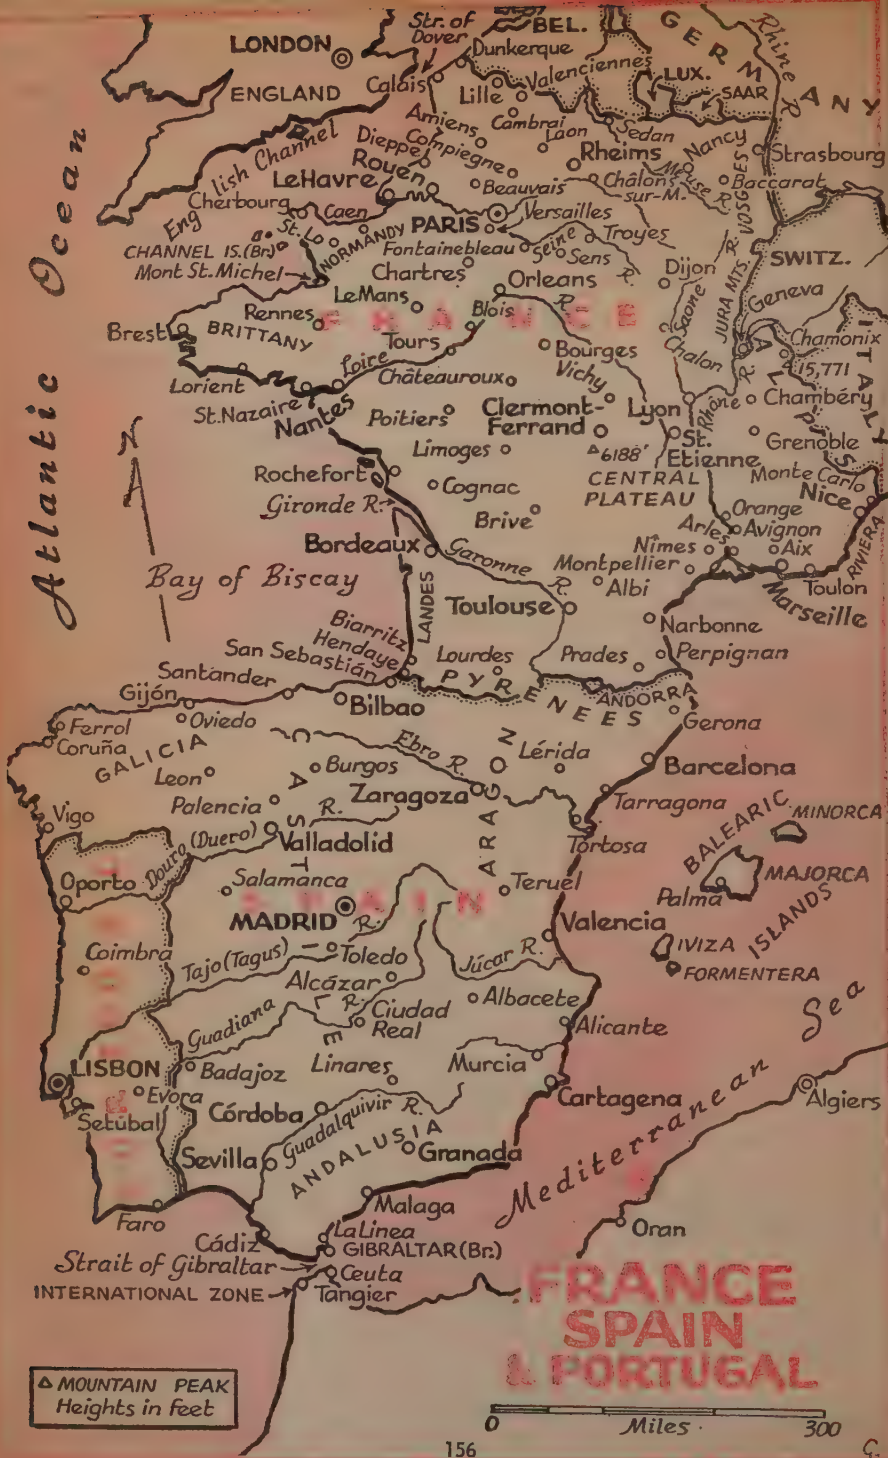 Str. of
Dover
BEL.
GERMANY
Rhine R.
LONDON
Dunkerque
Calais
Valenciennes
LUX.
Lille
SAAR
ENGLAND
Amiens
Cambrai
Laon
Sedan
Nancy
Dieppe
Compiegne
Rheims
Strasbourg
English Channel
Rouen
LeHavre
Beauvais
Châlons
sur-M.
Meuse R.
VOSGES
Baccarat
Cherbourg
Caen
PARIS
Versailles
St. Lo
NORMANDY
CHANNEL IS.(Br.)
Mont St. Michel
Fontainebleau
Seine R.
Sens
Troyes
SWITZ.
Chartres
Dijon
Orleans
R.
LeMans
Saone R.
JURA MTS.
Geneva
Rennes
Blois
FRANCE
Brest
BRITTANY
Tours
Bourges
Chalon
ITALY
Chamonix
15,771
ALPS
Loire
Vichy
Lorient
Châteauroux
St. Nazaire
Nantes
Poitiers
Clermont-
Ferrand
Lyon
Rhône R.
Chambéry
St.
Etienne
Grenoble
Limoges
6188'
Rochefort
CENTRAL
PLATEAU
Monte Carlo
Nice
Cognac
Gironde R.
Brive
Orange
Arles
Avignon
RIVIERA
Bordeaux
Garonne
R.
Nîmes
Aix
Montpellier
Albi
Toulon
Marseille
Atlantic Ocean
N
Bay of Biscay
LANDES
Toulouse
Biarritz
Hendaye
San Sebastián
Narbonne
Lourdes
Prades
Perpignan
Santander
PYRENEES
ANDORRA
Gijón
Bilbao
Oviedo
Ferrol
Coruña
Gerona
GALICIA
Ebro R.
Lérida
Burgos
Leon
Barcelona
Zaragoza
Palencia
R.
Tarragona
Vigo
Douro (Duero)
Valladolid
Tortosa
ARAGON
BALEARIC
ISLANDS
MINORCA
MAJORCA
Palma
Oporto
Salamanca
Teruel
CASTILE
SPAIN
MADRID
R.
Valencia
IVIZA
FORMENTERA
Coimbra
Tajo (Tagus)
Toledo
Júcar R.
Alcázar
Guadiana
R.
Ciudad
Real
Albacete
Alicante
PORTUGAL
LISBON
Badajoz
Linares
Murcia
Evora
Setúbal
Córdoba
Guadalquivir R.
Cartagena
Mediterranean Sea
Algiers
Sevilla
ANDALUSIA
Granada
Malaga
Faro
Cádiz
La Linea
GIBRALTAR (Br.)
Oran
Strait of Gibraltar
Ceuta
INTERNATIONAL ZONE
Tangier
FRANCE
SPAIN
& PORTUGAL
MOUNTAIN PEAK
Heights in feet
0 Miles 300
156
G.